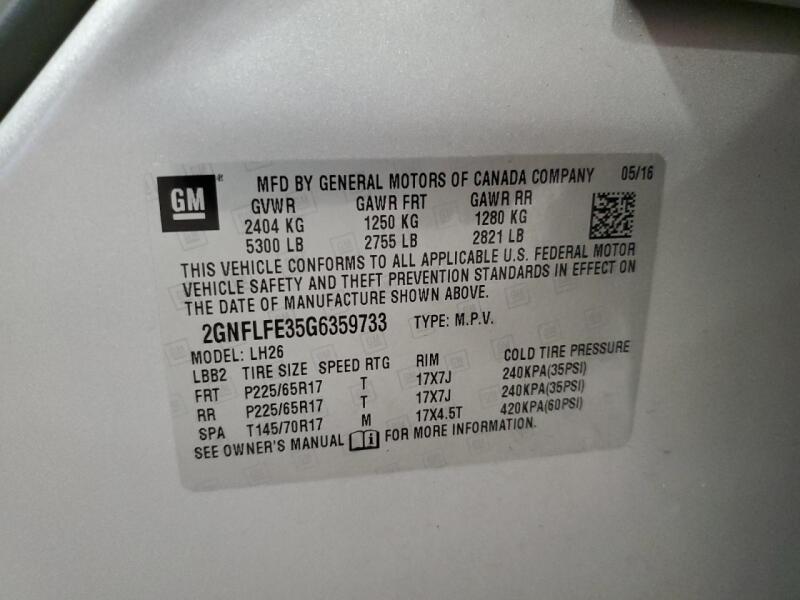 GM ® MFD BY GENERAL MOTORS OF CANADA COMPANY 05/16
GVWR GAWR FRT GAWR RR
2404 KG 1250 KG 1280 KG
5300 LB 2755 LB 2821 LB
THIS VEHICLE CONFORMS TO ALL APPLICABLE U.S. FEDERAL MOTOR
VEHICLE SAFETY AND THEFT PREVENTION STANDARDS IN EFFECT ON
THE DATE OF MANUFACTURE SHOWN ABOVE.
2GNFLFE35G6359733 TYPE: M.P.V.
MODEL: LH26
LBB2 TIRE SIZE SPEED RTG RIM COLD TIRE PRESSURE
FRT P225/65R17 T 17X7J 240KPA(35PSI)
RR P225/65R17 T 17X7J 240KPA(35PSI)
SPA T145/70R17 M 17X4.5T 420KPA(60PSI)
SEE OWNER'S MANUAL FOR MORE INFORMATION.